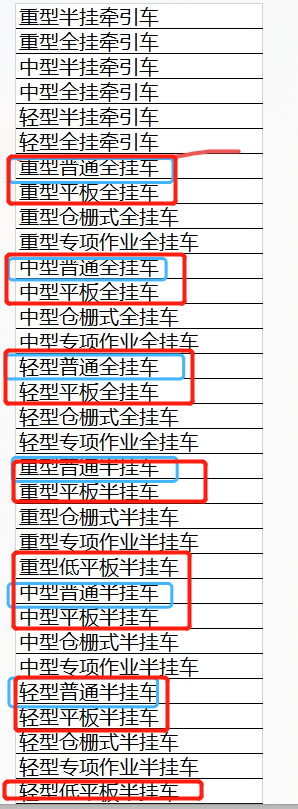 重型半挂牵引车
重型全挂牵引车
中型半挂牵引车
中型全挂牵引车
轻型半挂牵引车
轻型全挂牵引车
重型普通全挂车
重型平板全挂车
重型仓栅式全挂车
重型专项作业全挂车
中型普通全挂车
中型平板全挂车
中型仓栅式全挂车
中型专项作业全挂车
轻型普通全挂车
轻型平板全挂车
轻型仓栅式全挂车
轻型专项作业全挂车
重型普通半挂车
重型平板半挂车
重型仓栅式半挂车
重型专项作业半挂车
重型低平板半挂车
中型普通半挂车
中型平板半挂车
中型仓栅式半挂车
中型专项作业半挂车
轻型普通半挂车
轻型平板半挂车
轻型仓栅式半挂车
轻型专项作业半挂车
轻型低平板半挂车